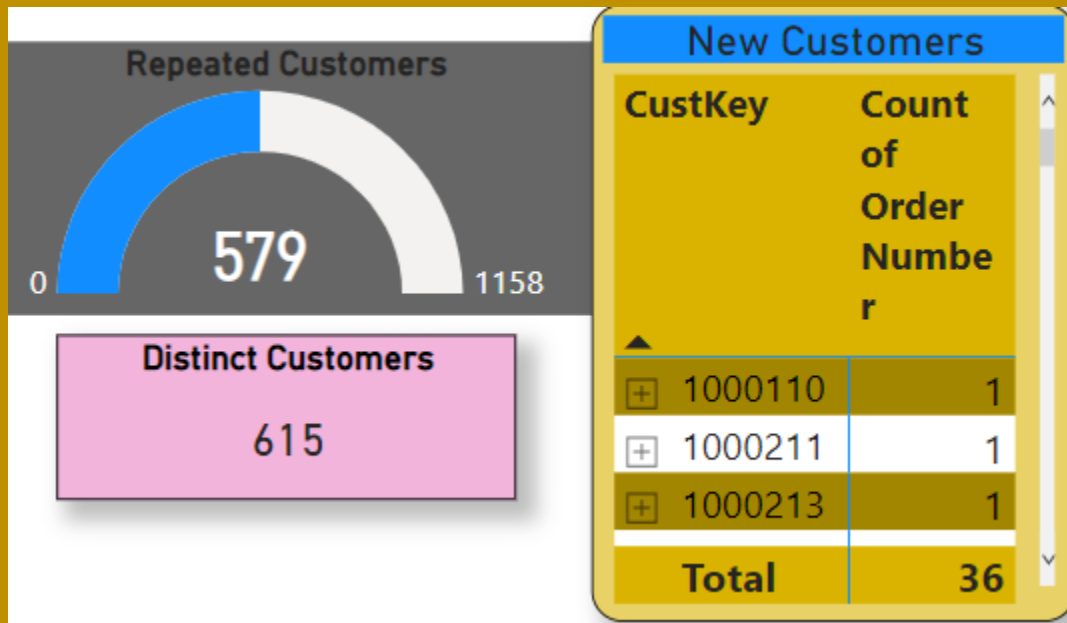 Repeated Customers
579
0
1158
Distinct Customers
615
New Customers
CustKey
Count
of
Order
Numbe
r
1000110 1
1000211 1
1000213 1
Total 36